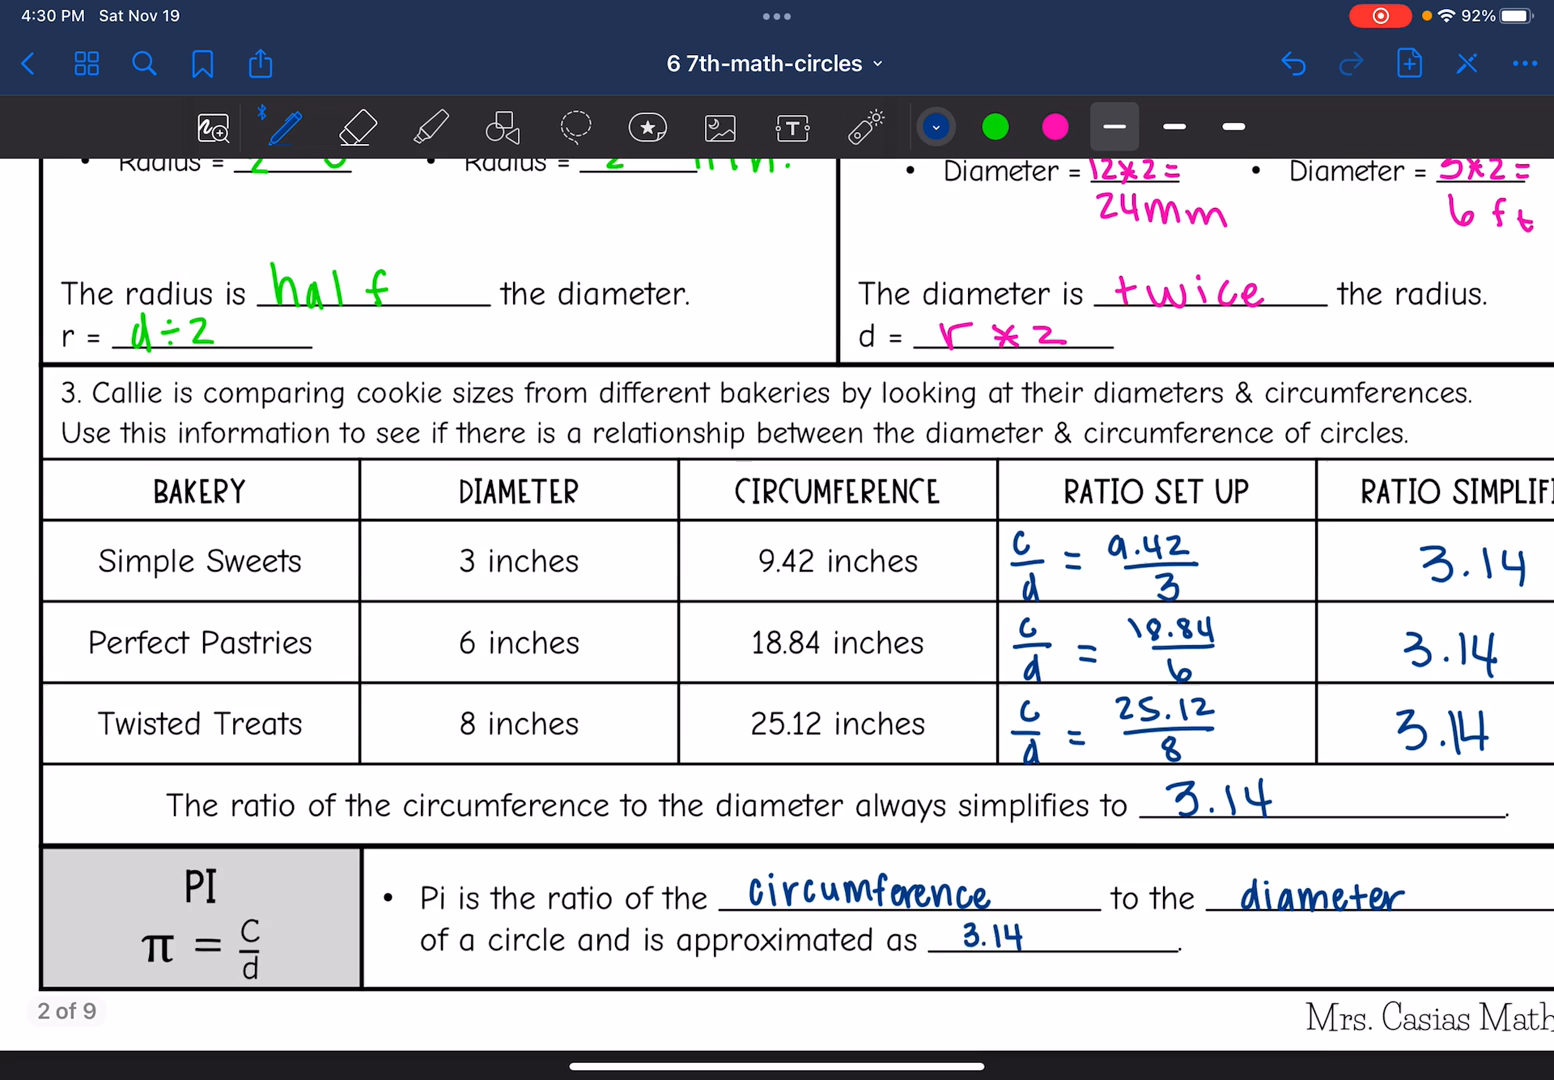 4:30 PM Sat Nov 19
92%
6 7th-math-circles
T
• Radius = 2 • Radius = 2
• Diameter = 12*2= • Diameter = 3*2=
24mm 6 ft
The radius is half the diameter.
r = d÷2
The diameter is twice the radius.
d = r * 2
3. Callie is comparing cookie sizes from different bakeries by looking at their diameters & circumferences.
Use this information to see if there is a relationship between the diameter & circumference of circles.
BAKERY DIAMETER CIRCUMFERENCE RATIO SET UP RATIO SIMPLIFI
Simple Sweets 3 inches 9.42 inches c/d = 9.42/3 3.14
Perfect Pastries 6 inches 18.84 inches c/d = 18.84/6 3.14
Twisted Treats 8 inches 25.12 inches c/d = 25.12/8 3.14
The ratio of the circumference to the diameter always simplifies to 3.14.
PI
π = C/d
• Pi is the ratio of the circumference to the diameter
of a circle and is approximated as 3.14.
2 of 9
Mrs. Casias Math